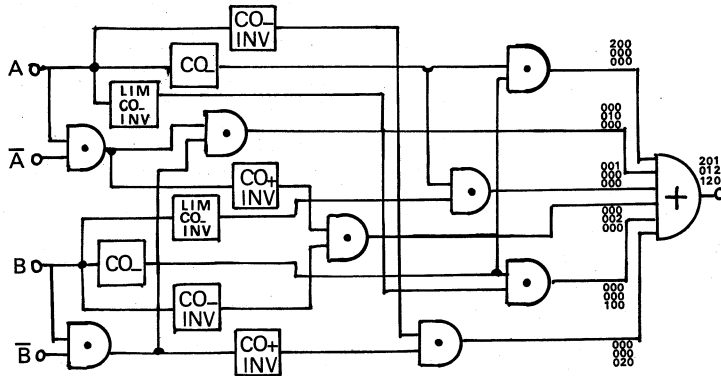 CO-
INV
A
CO-
LIM
CO-
INV
•
200
000
000
A̅
•
•
000
010
000
CO+
INV
•
001
000
000
+
201
012
120
LIM
CO-
INV
•
000
002
000
B
CO-
CO-
INV
•
000
000
100
B̅
•
CO+
INV
•
000
000
020